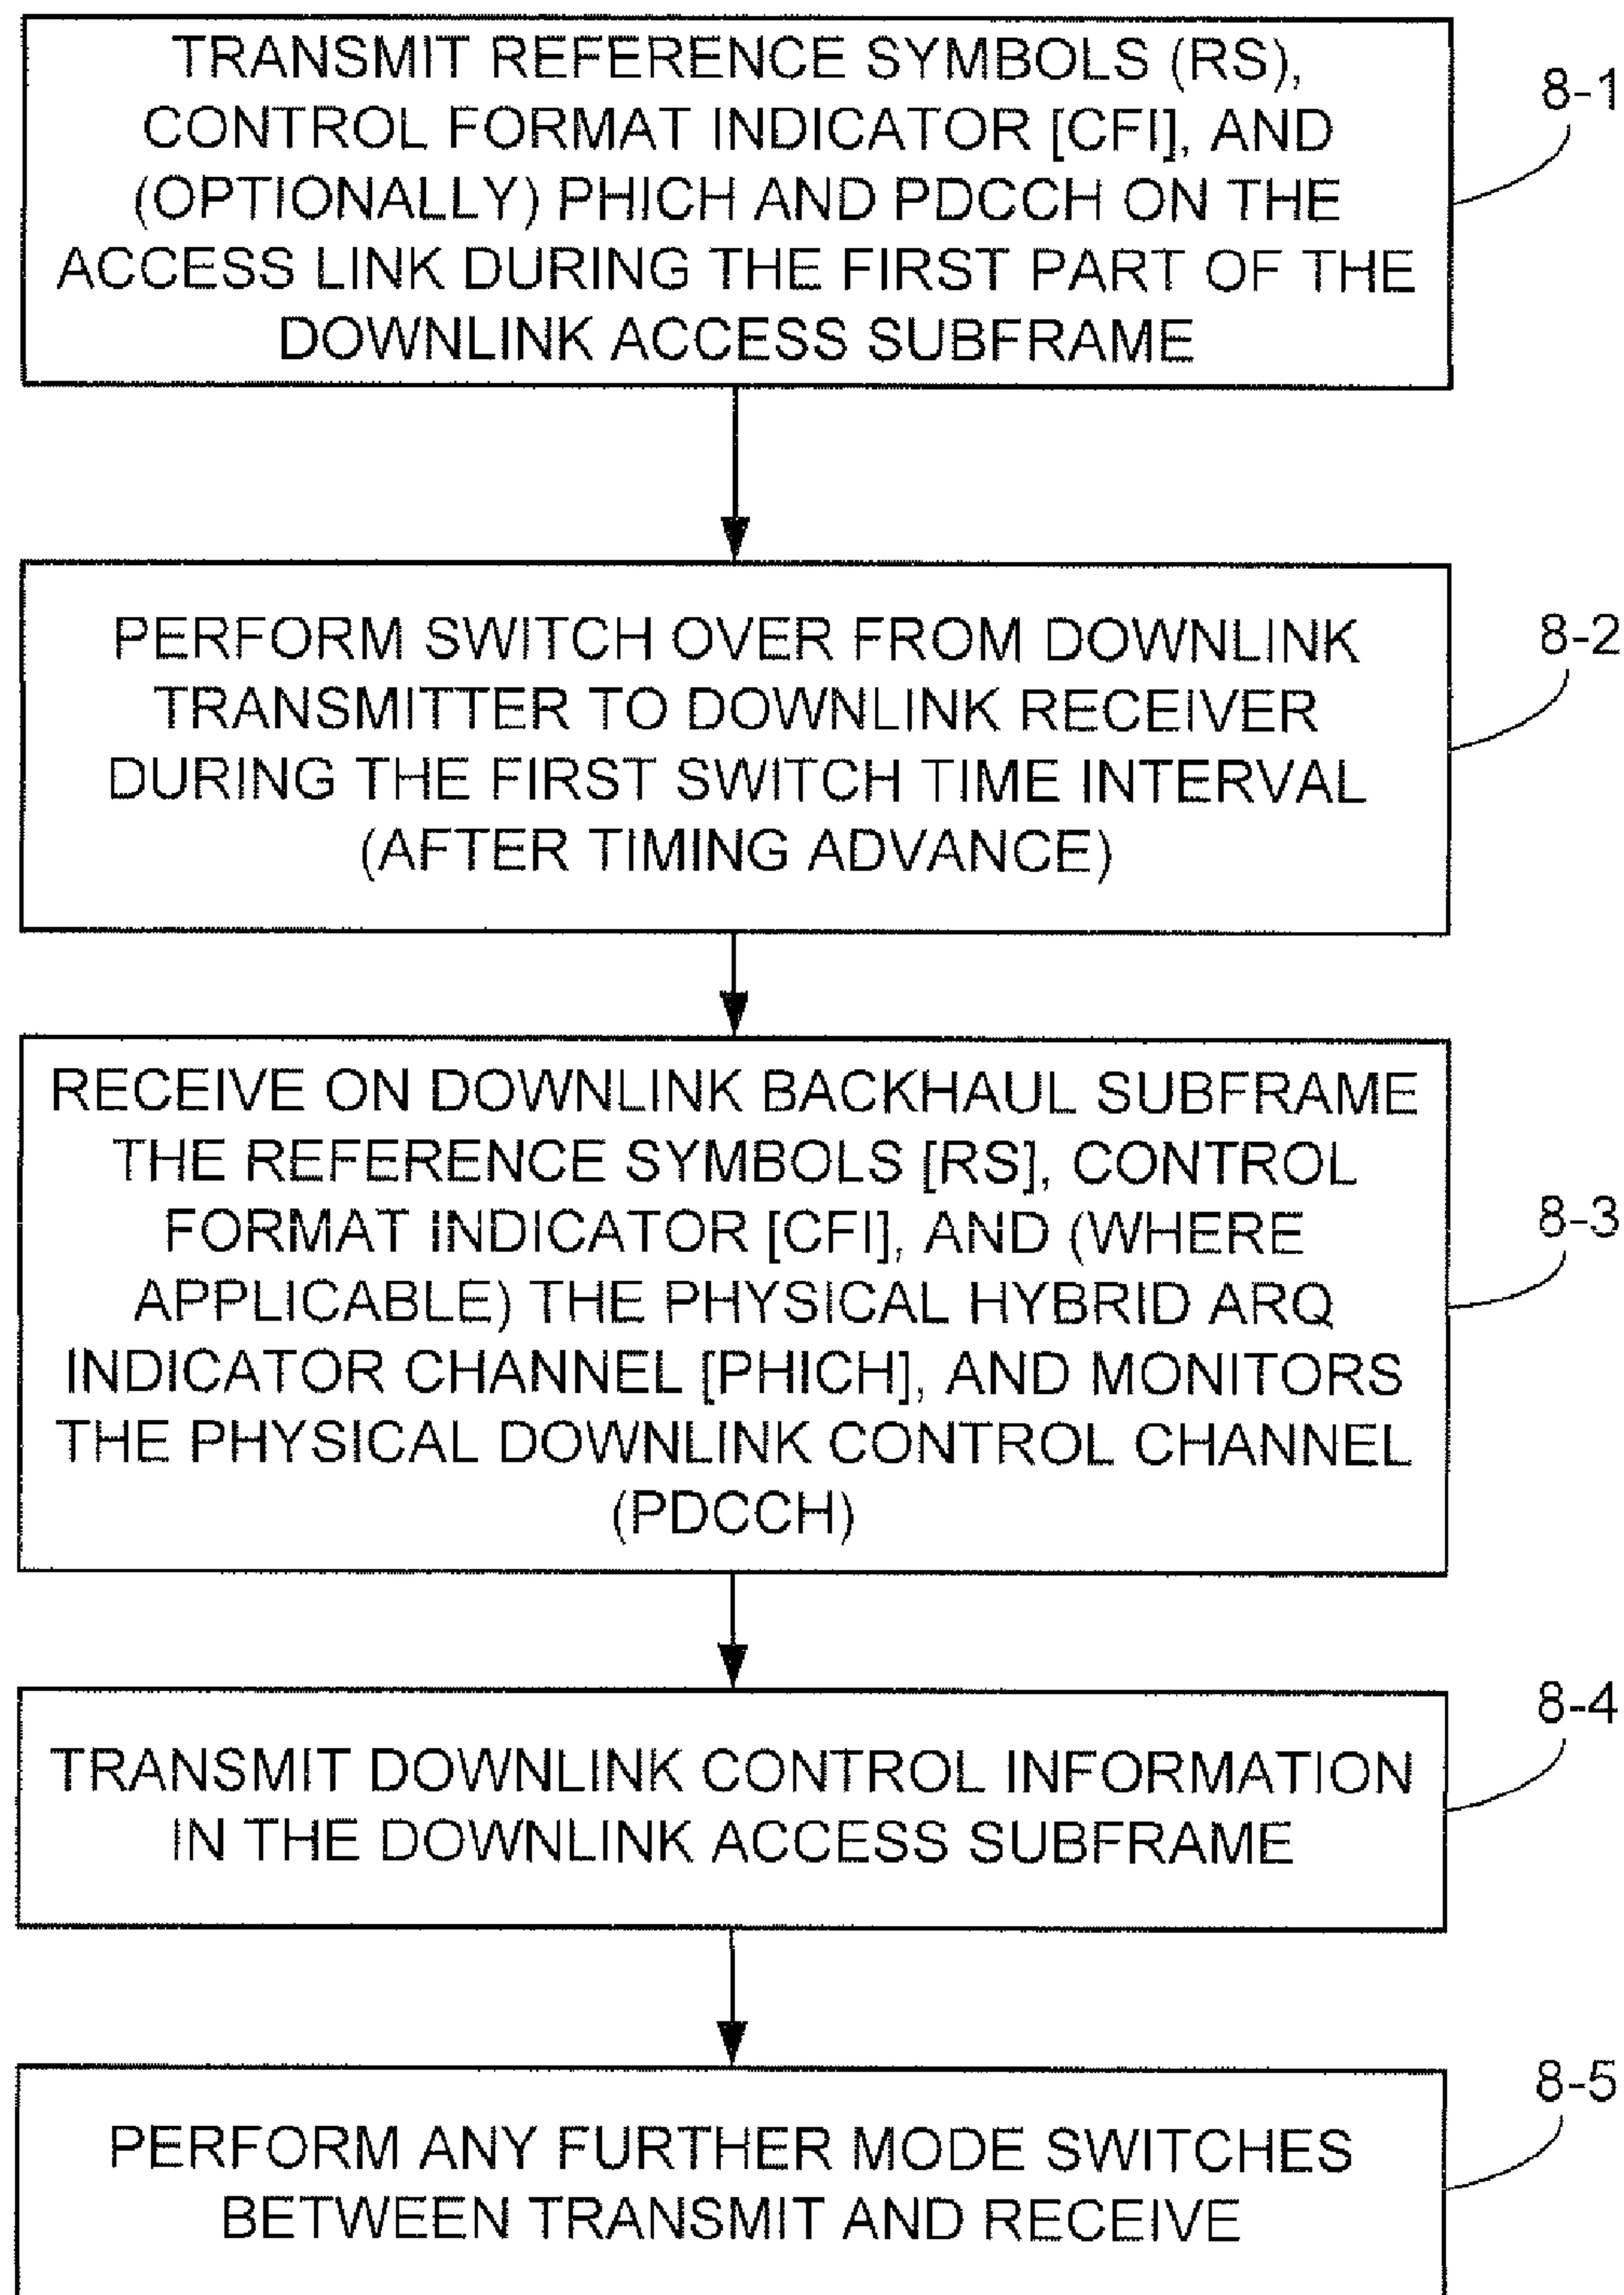 TRANSMIT REFERENCE SYMBOLS (RS),
CONTROL FORMAT INDICATOR [CFI], AND
(OPTIONALLY) PHICH AND PDCCH ON THE
ACCESS LINK DURING THE FIRST PART OF THE
DOWNLINK ACCESS SUBFRAME
8-1
PERFORM SWITCH OVER FROM DOWNLINK
TRANSMITTER TO DOWNLINK RECEIVER
DURING THE FIRST SWITCH TIME INTERVAL
(AFTER TIMING ADVANCE)
8-2
RECEIVE ON DOWNLINK BACKHAUL SUBFRAME
THE REFERENCE SYMBOLS [RS], CONTROL
FORMAT INDICATOR [CFI], AND (WHERE
APPLICABLE) THE PHYSICAL HYBRID ARQ
INDICATOR CHANNEL [PHICH], AND MONITORS
THE PHYSICAL DOWNLINK CONTROL CHANNEL
(PDCCH)
8-3
TRANSMIT DOWNLINK CONTROL INFORMATION
IN THE DOWNLINK ACCESS SUBFRAME
8-4
PERFORM ANY FURTHER MODE SWITCHES
BETWEEN TRANSMIT AND RECEIVE
8-5